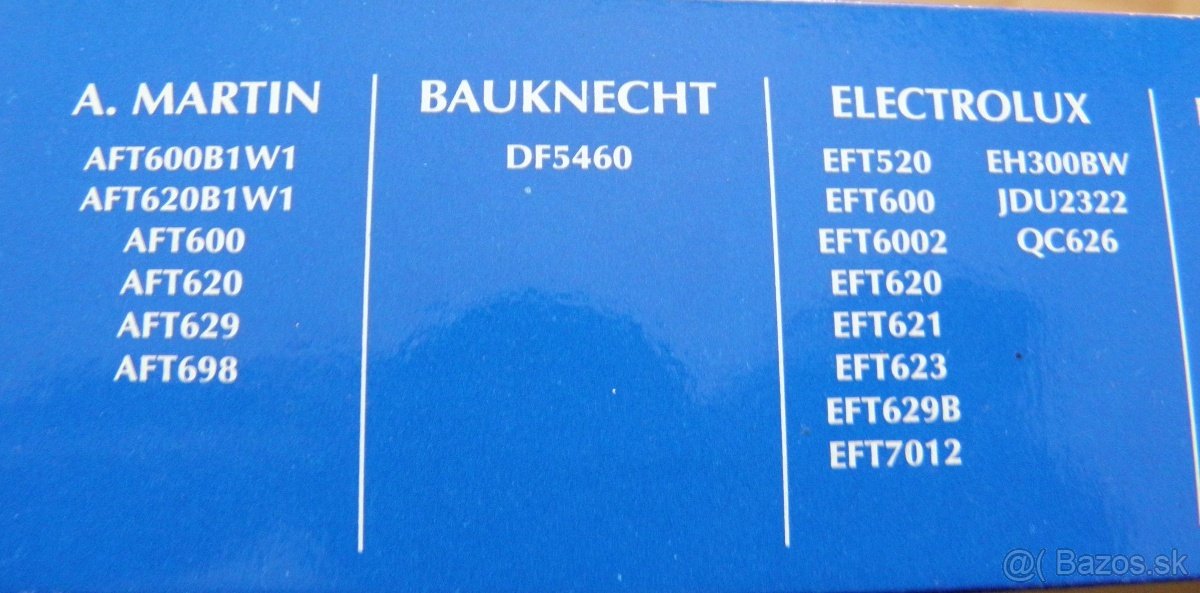 A. MARTIN
AFT600B1W1
AFT620B1W1
AFT600
AFT620
AFT629
AFT698
BAUKNECHT
DF5460
ELECTROLUX
EFT520 EH300BW
EFT600 JDU2322
EFT6002 QC626
EFT620
EFT621
EFT623
EFT629B
EFT7012
@( Bazos.sk